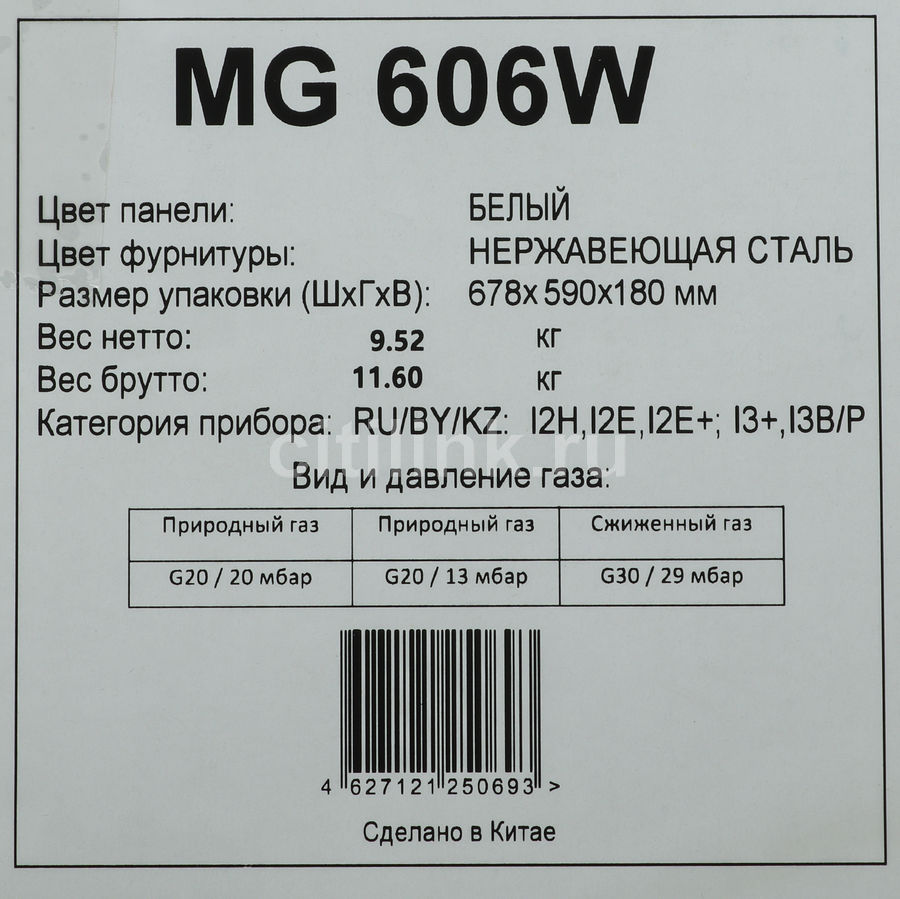 MG 606W
Цвет панели: БЕЛЫЙ
Цвет фурнитуры: НЕРЖАВЕЮЩАЯ СТАЛЬ
Размер упаковки (ШхГхВ): 678х590х180 мм
Вес нетто: 9.52 кг
Вес брутто: 11.60 кг
Категория прибора: RU/BY/KZ: I2H,I2E,I2E+; I3+,I3B/P
citilink.ru
Вид и давление газа:
Природный газ Природный газ Сжиженный газ
G20 / 20 мбар G20 / 13 мбар G30 / 29 мбар
4 627121 250693 >
Сделано в Китае